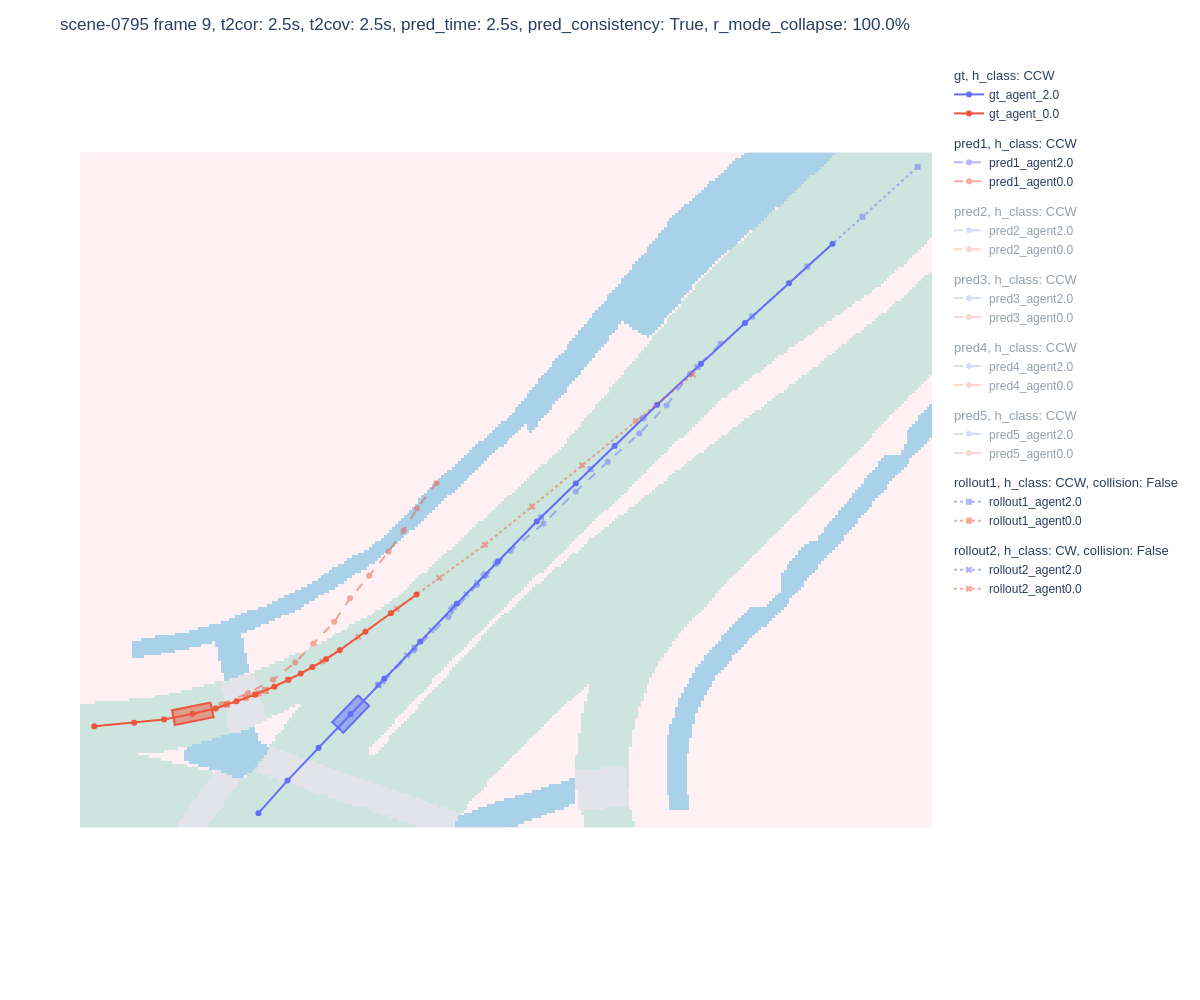 scene-0795 frame 9, t2cor: 2.5s, t2cov: 2.5s, pred_time: 2.5s, pred_consistency: True, r_mode_collapse: 100.0%
gt, h_class: CCW
gt_agent_2.0
gt_agent_0.0
pred1, h_class: CCW
pred1_agent2.0
pred1_agent0.0
pred2, h_class: CCW
pred2_agent2.0
pred2_agent0.0
pred3, h_class: CCW
pred3_agent2.0
pred3_agent0.0
pred4, h_class: CCW
pred4_agent2.0
pred4_agent0.0
pred5, h_class: CCW
pred5_agent2.0
pred5_agent0.0
rollout1, h_class: CCW, collision: False
rollout1_agent2.0
rollout1_agent0.0
rollout2, h_class: CW, collision: False
rollout2_agent2.0
rollout2_agent0.0